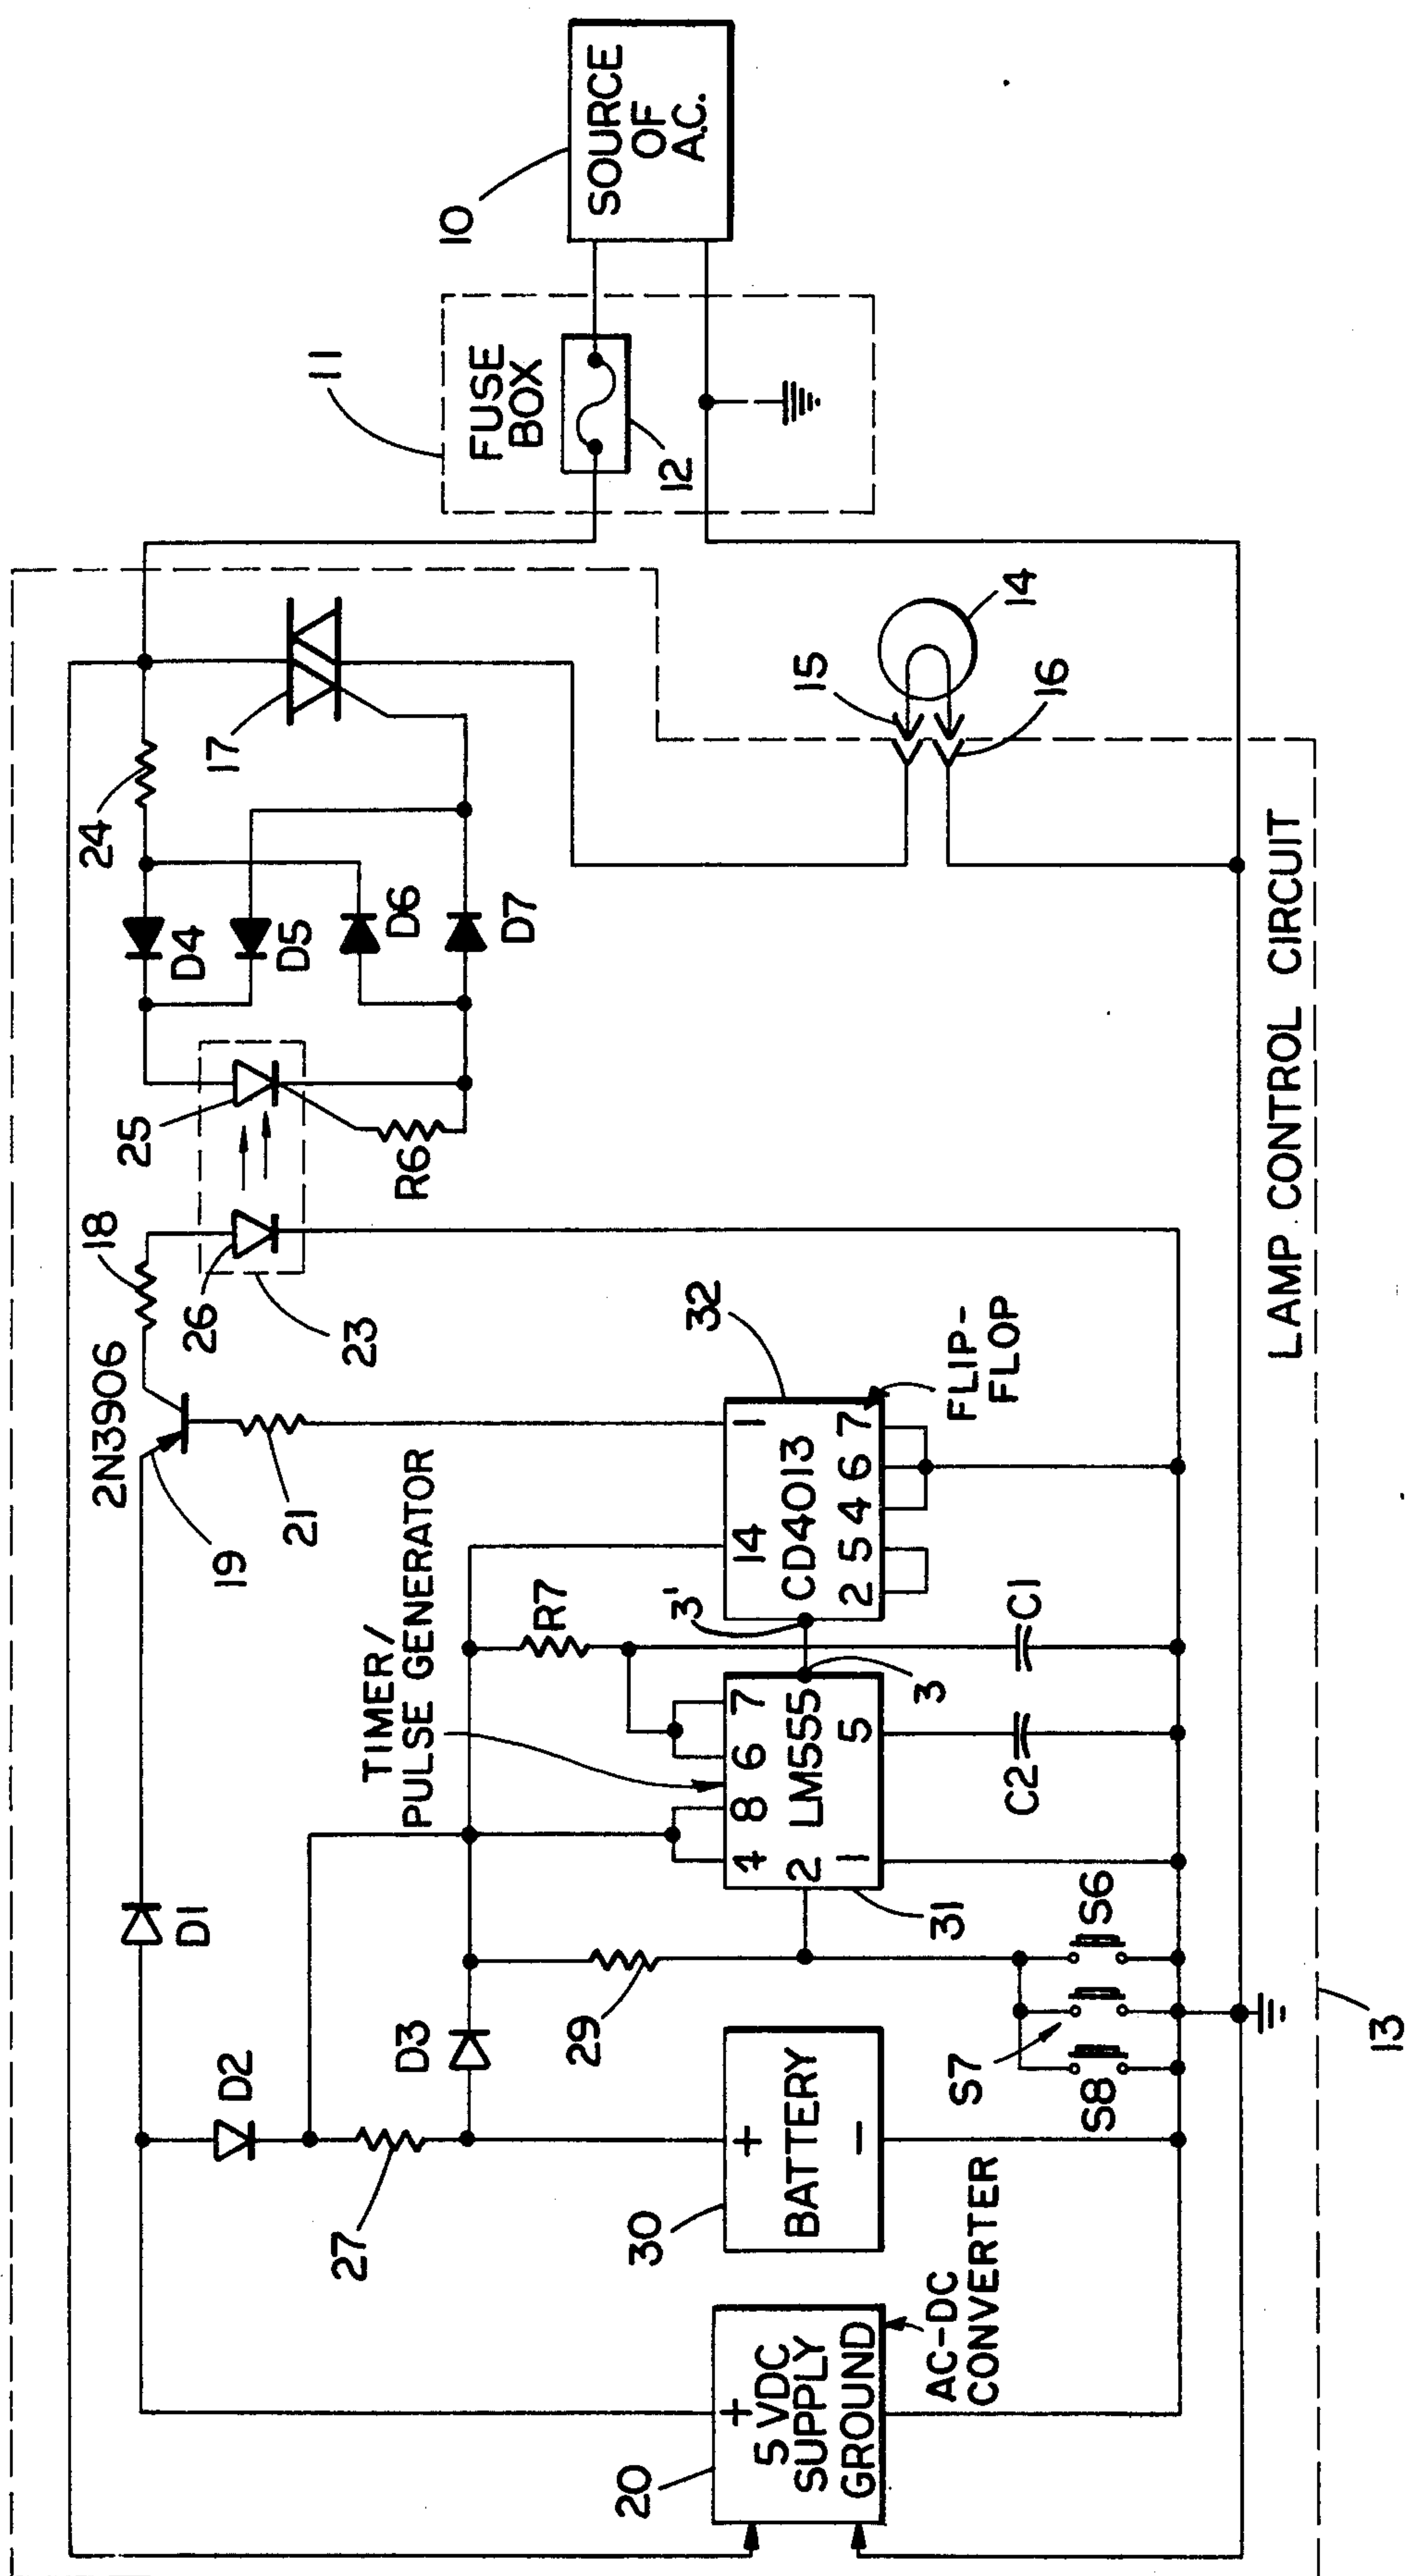 SOURCE
OF
A.C.
10
11
FUSE
BOX
12
17
24
D4
D5
D6
D7
14
15
16
25
R6
18
26
23
2N3906
19
21
32
FLIP-
FLOP
1
14
CD4013
2 5 4 6 7
3'
3
R7
C1
TIMER/
PULSE GENERATOR
4 8 6 7
2 LM555
1 5
31
C2
D1
D2
D3
27
29
30
+
BATTERY
−
S6
S7
S8
20
+
5 VDC
SUPPLY
GROUND
AC-DC
CONVERTER
LAMP CONTROL CIRCUIT
13